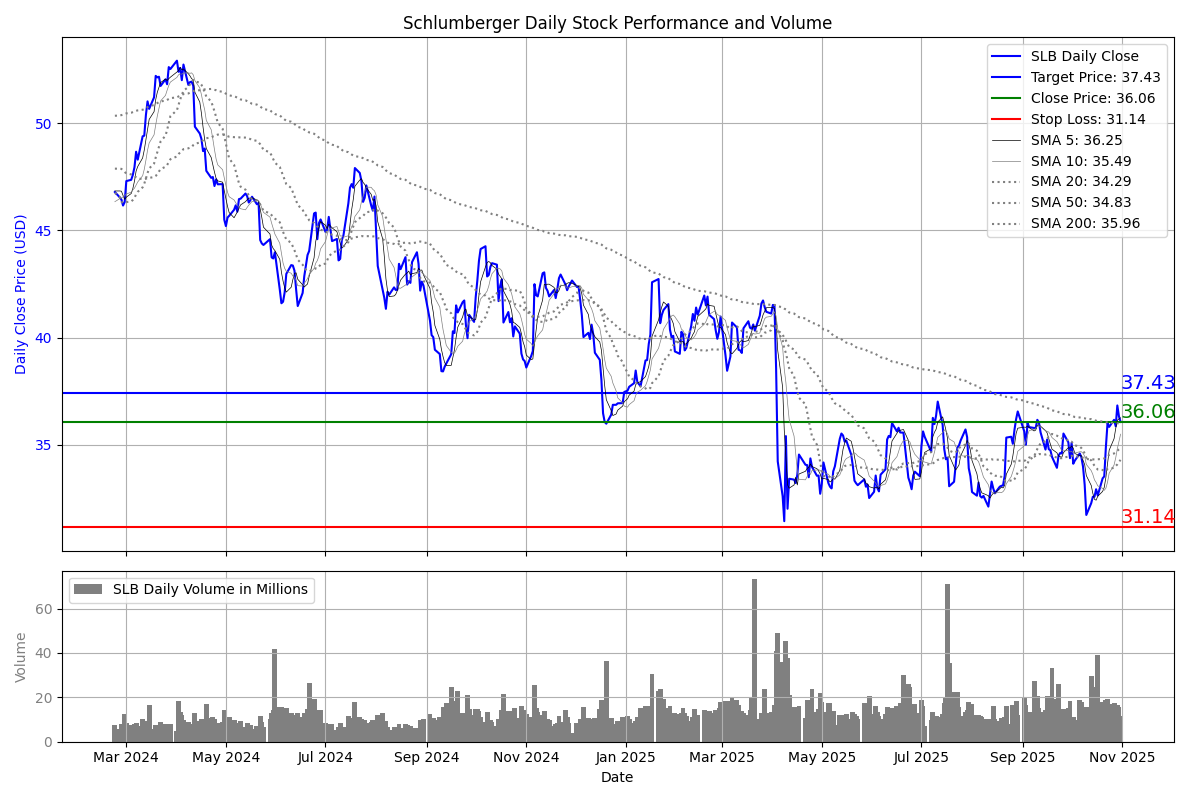 Schlumberger Daily Stock Performance and Volume
SLB Daily Close
Target Price: 37.43
Close Price: 36.06
Stop Loss: 31.14
SMA 5: 36.25
SMA 10: 35.49
SMA 20: 34.29
SMA 50: 34.83
SMA 200: 35.96
Daily Close Price (USD)
50
45
40
35
37.43
36.06
31.14
SLB Daily Volume in Millions
Volume
60
40
20
0
Mar 2024 May 2024 Jul 2024 Sep 2024 Nov 2024 Jan 2025 Mar 2025 May 2025 Jul 2025 Sep 2025 Nov 2025
Date